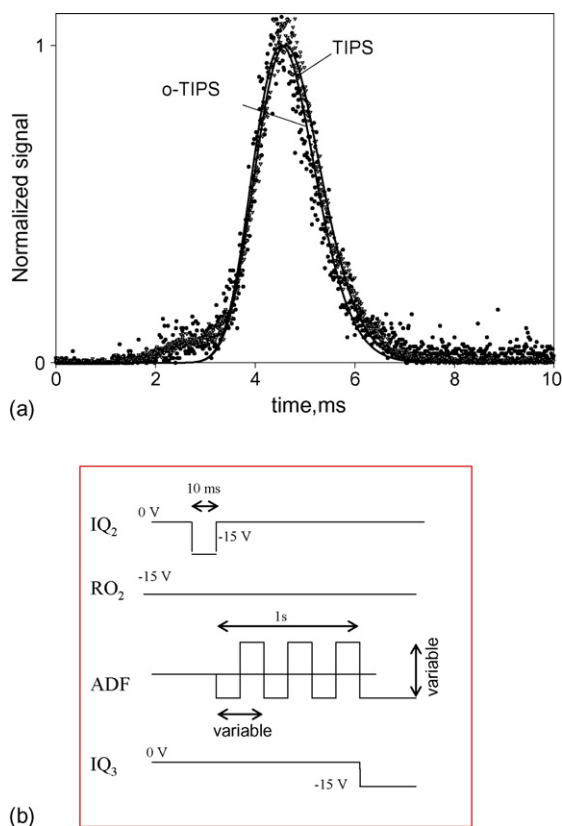 1
TIPS
o-TIPS
Normalized signal
0
0 2 4 6 8 10
time,ms
(a)
10 ms
0 V
IQ₂
-15 V
-15 V
RO₂
1s
ADF
variable
variable
0 V
IQ₃
-15 V
(b)